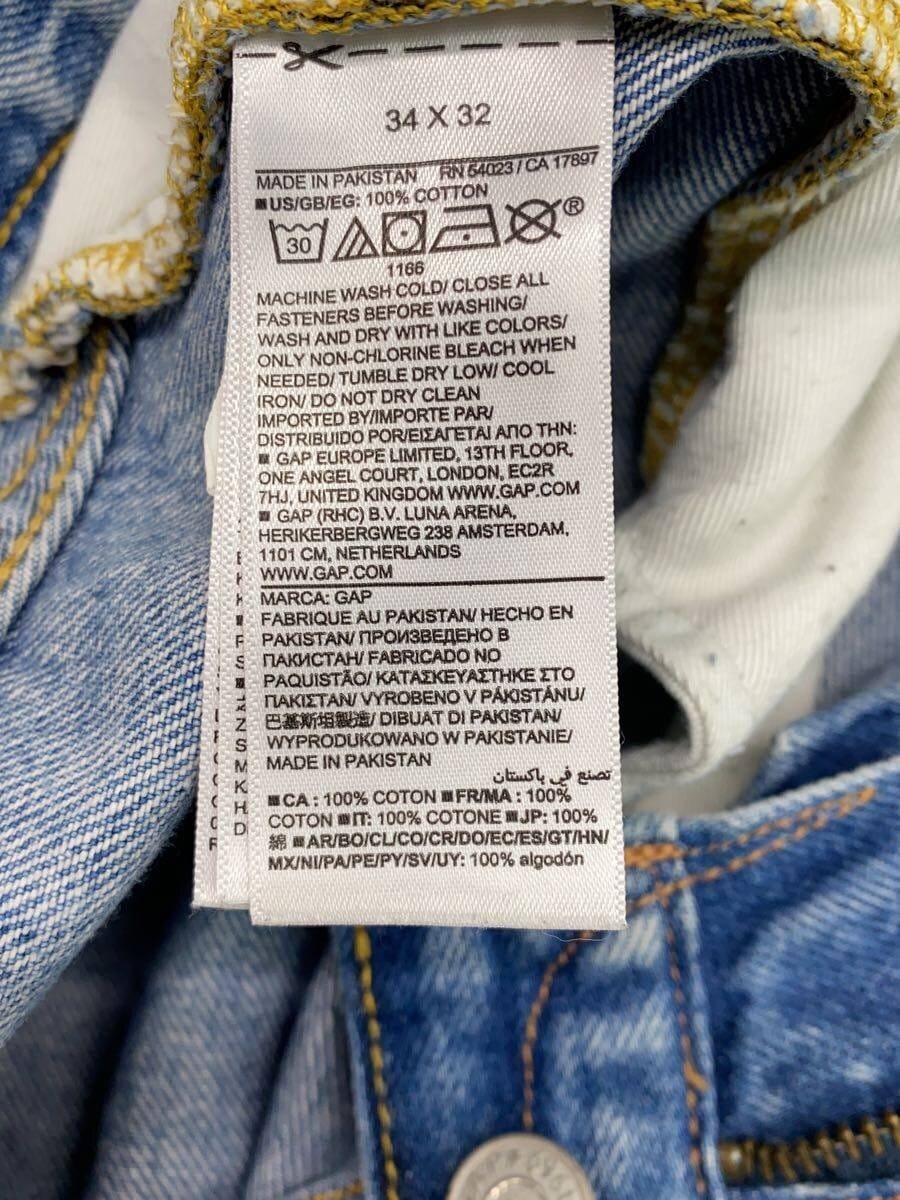 34 X 32
MADE IN PAKISTAN RN 54023 / CA 17897
■ US/GB/EG: 100% COTTON
30 ®
1166
MACHINE WASH COLD/ CLOSE ALL
FASTENERS BEFORE WASHING/
WASH AND DRY WITH LIKE COLORS/
ONLY NON-CHLORINE BLEACH WHEN
NEEDED/ TUMBLE DRY LOW/ COOL
IRON/ DO NOT DRY CLEAN
IMPORTED BY/IMPORTE PAR/
DISTRIBUIDO POR/ΕΙΣΑΓΕΤΑΙ ΑΠΟ ΤΗΝ:
■ GAP EUROPE LIMITED, 13TH FLOOR,
ONE ANGEL COURT, LONDON, EC2R
7HJ, UNITED KINGDOM WWW.GAP.COM
■ GAP (RHC) B.V. LUNA ARENA,
HERIKERBERGWEG 238 AMSTERDAM,
1101 CM, NETHERLANDS
WWW.GAP.COM
MARCA: GAP
FABRIQUE AU PAKISTAN/ HECHO EN
PAKISTAN/ ПРОИЗВЕДЕНО В
ПАКИСТАН/ FABRICADO NO
PAQUISTÃO/ ΚΑΤΑΣΚΕΥΑΣΤΗΚΕ ΣΤΟ
ΠΑΚΙΣΤΑΝ/ VYROBENO V PÁKISTÁNU/
巴基斯坦製造/ DIBUAT DI PAKISTAN/
WYPRODUKOWANO W PAKISTANIE/
MADE IN PAKISTAN
تصنع في باكستان
■ CA : 100% COTON ■ FR/MA : 100%
COTON ■ IT: 100% COTONE ■ JP: 100%
綿 ■ AR/BO/CL/CO/CR/DO/EC/ES/GT/HN/
MX/NI/PA/PE/PY/SV/UY: 100% algodón